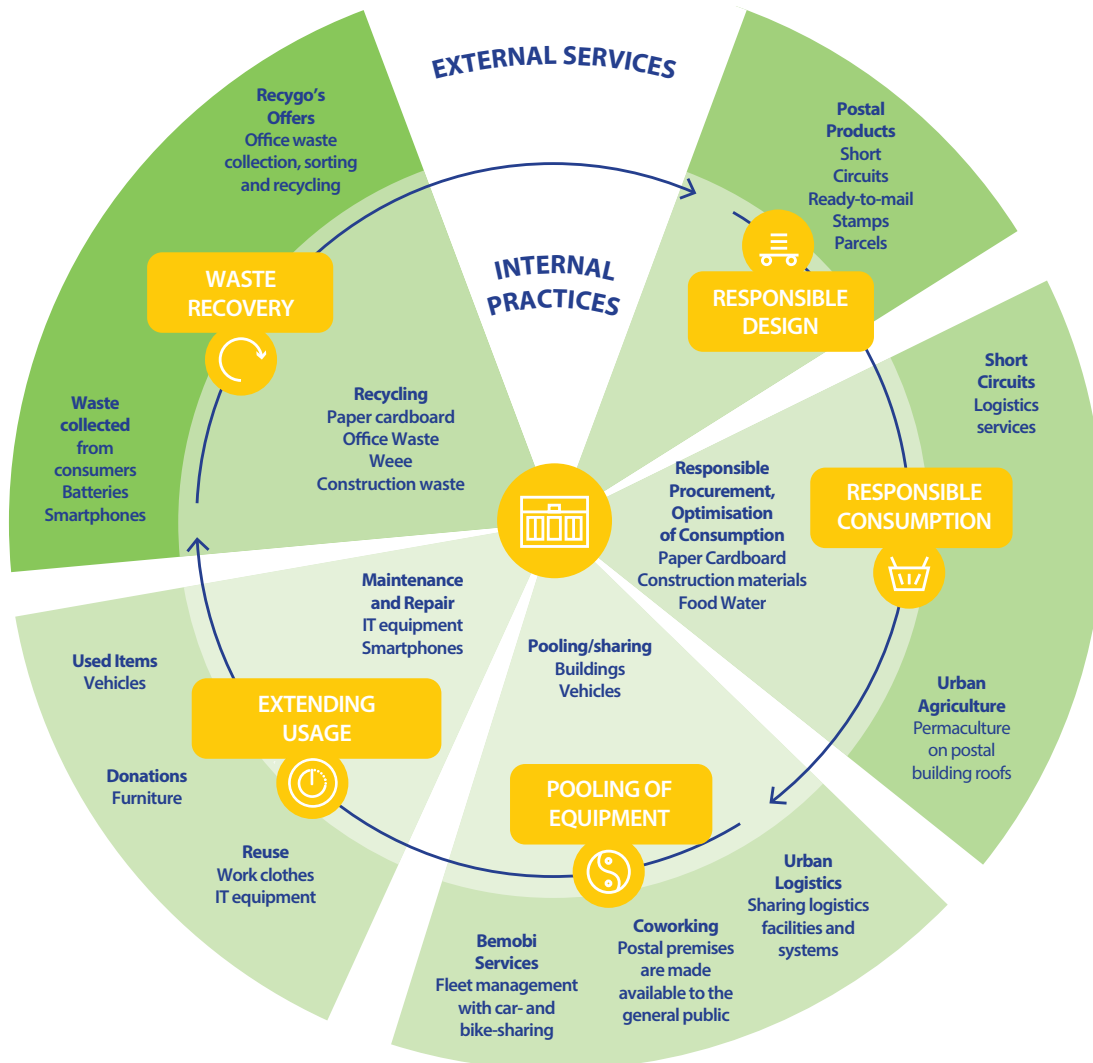 EXTERNAL SERVICES
INTERNAL
PRACTICES
Postal
Products
Short
Circuits
Ready-to-mail
Stamps
Parcels
RESPONSIBLE
DESIGN
Short
Circuits
Logistics
services
RESPONSIBLE
CONSUMPTION
Responsible
Procurement,
Optimisation
of Consumption
Paper Cardboard
Construction materials
Food Water
Urban
Agriculture
Permaculture
on postal
building roofs
Pooling/sharing
Buildings
Vehicles
POOLING OF
EQUIPMENT
Urban
Logistics
Sharing logistics
facilities and
systems
Coworking
Postal premises
are made
available to the
general public
Bemobi
Services
Fleet management
with car- and
bike-sharing
Maintenance
and Repair
IT equipment
Smartphones
EXTENDING
USAGE
Used Items
Vehicles
Donations
Furniture
Reuse
Work clothes
IT equipment
Recygo's
Offers
Office waste
collection, sorting
and recycling
WASTE
RECOVERY
Waste
collected
from
consumers
Batteries
Smartphones
Recycling
Paper cardboard
Office Waste
Weee
Construction waste